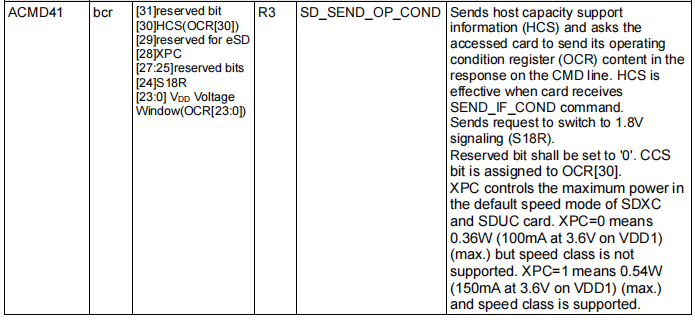 ACMD41
bcr
[31]reserved bit
[30]HCS(OCR[30])
[29]reserved for eSD
[28]XPC
[27:25]reserved bits
[24]S18R
[23:0] VDD Voltage
Window(OCR[23:0])
R3
SD_SEND_OP_COND
Sends host capacity support
information (HCS) and asks the
accessed card to send its operating
condition register (OCR) content in the
response on the CMD line. HCS is
effective when card receives
SEND_IF_COND command.
Sends request to switch to 1.8V
signaling (S18R).
Reserved bit shall be set to '0'. CCS
bit is assigned to OCR[30].
XPC controls the maximum power in
the default speed mode of SDXC
and SDUC card. XPC=0 means
0.36W (100mA at 3.6V on VDD1)
(max.) but speed class is not
supported. XPC=1 means 0.54W
(150mA at 3.6V on VDD1) (max.)
and speed class is supported.